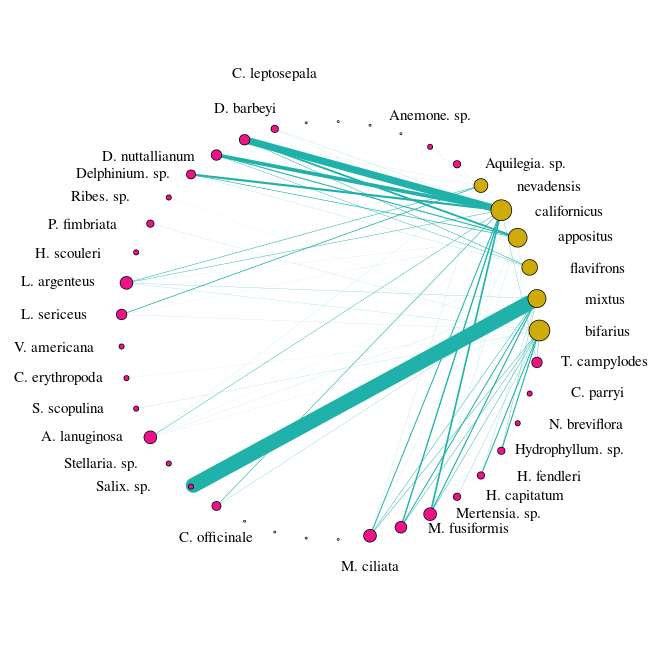 C. leptosepala
D. barbeyi
Anemone. sp.
D. nuttallianum
Aquilegia. sp.
Delphinium. sp.
nevadensis
Ribes. sp.
californicus
P. fimbriata
appositus
H. scouleri
flavifrons
L. argenteus
mixtus
L. sericeus
bifarius
V. americana
T. campylodes
C. erythropoda
C. parryi
S. scopulina
N. breviflora
A. lanuginosa
Hydrophyllum. sp.
Stellaria. sp.
H. fendleri
Salix. sp.
H. capitatum
Mertensia. sp.
C. officinale
M. fusiformis
M. ciliata